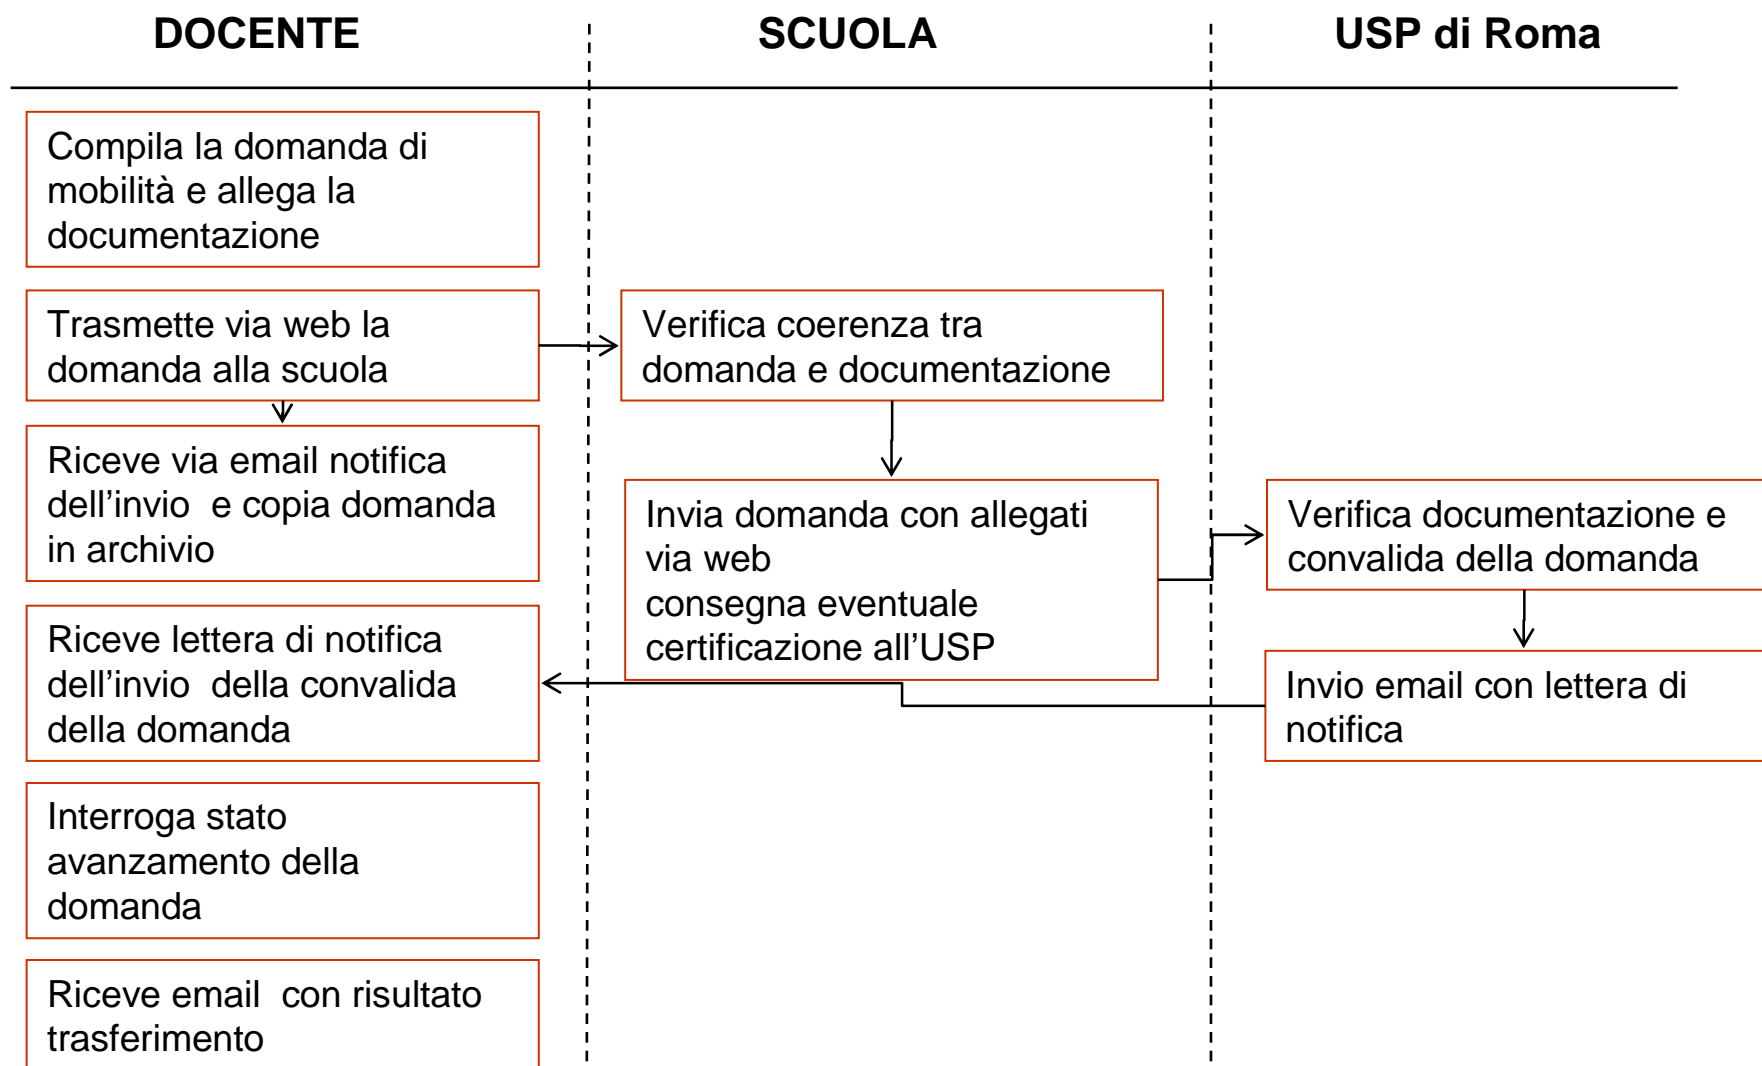 DOCENTE
SCUOLA
USP di Roma
Compila la domanda di
mobilità e allega la
documentazione
Trasmette via web la
domanda alla scuola
Verifica coerenza tra
domanda e documentazione
Riceve via email notifica
dell’invio e copia domanda
in archivio
Invia domanda con allegati
via web
consegna eventuale
certificazione all’USP
Verifica documentazione e
convalida della domanda
Riceve lettera di notifica
dell’invio della convalida
della domanda
Invio email con lettera di
notifica
Interroga stato
avanzamento della
domanda
Riceve email con risultato
trasferimento